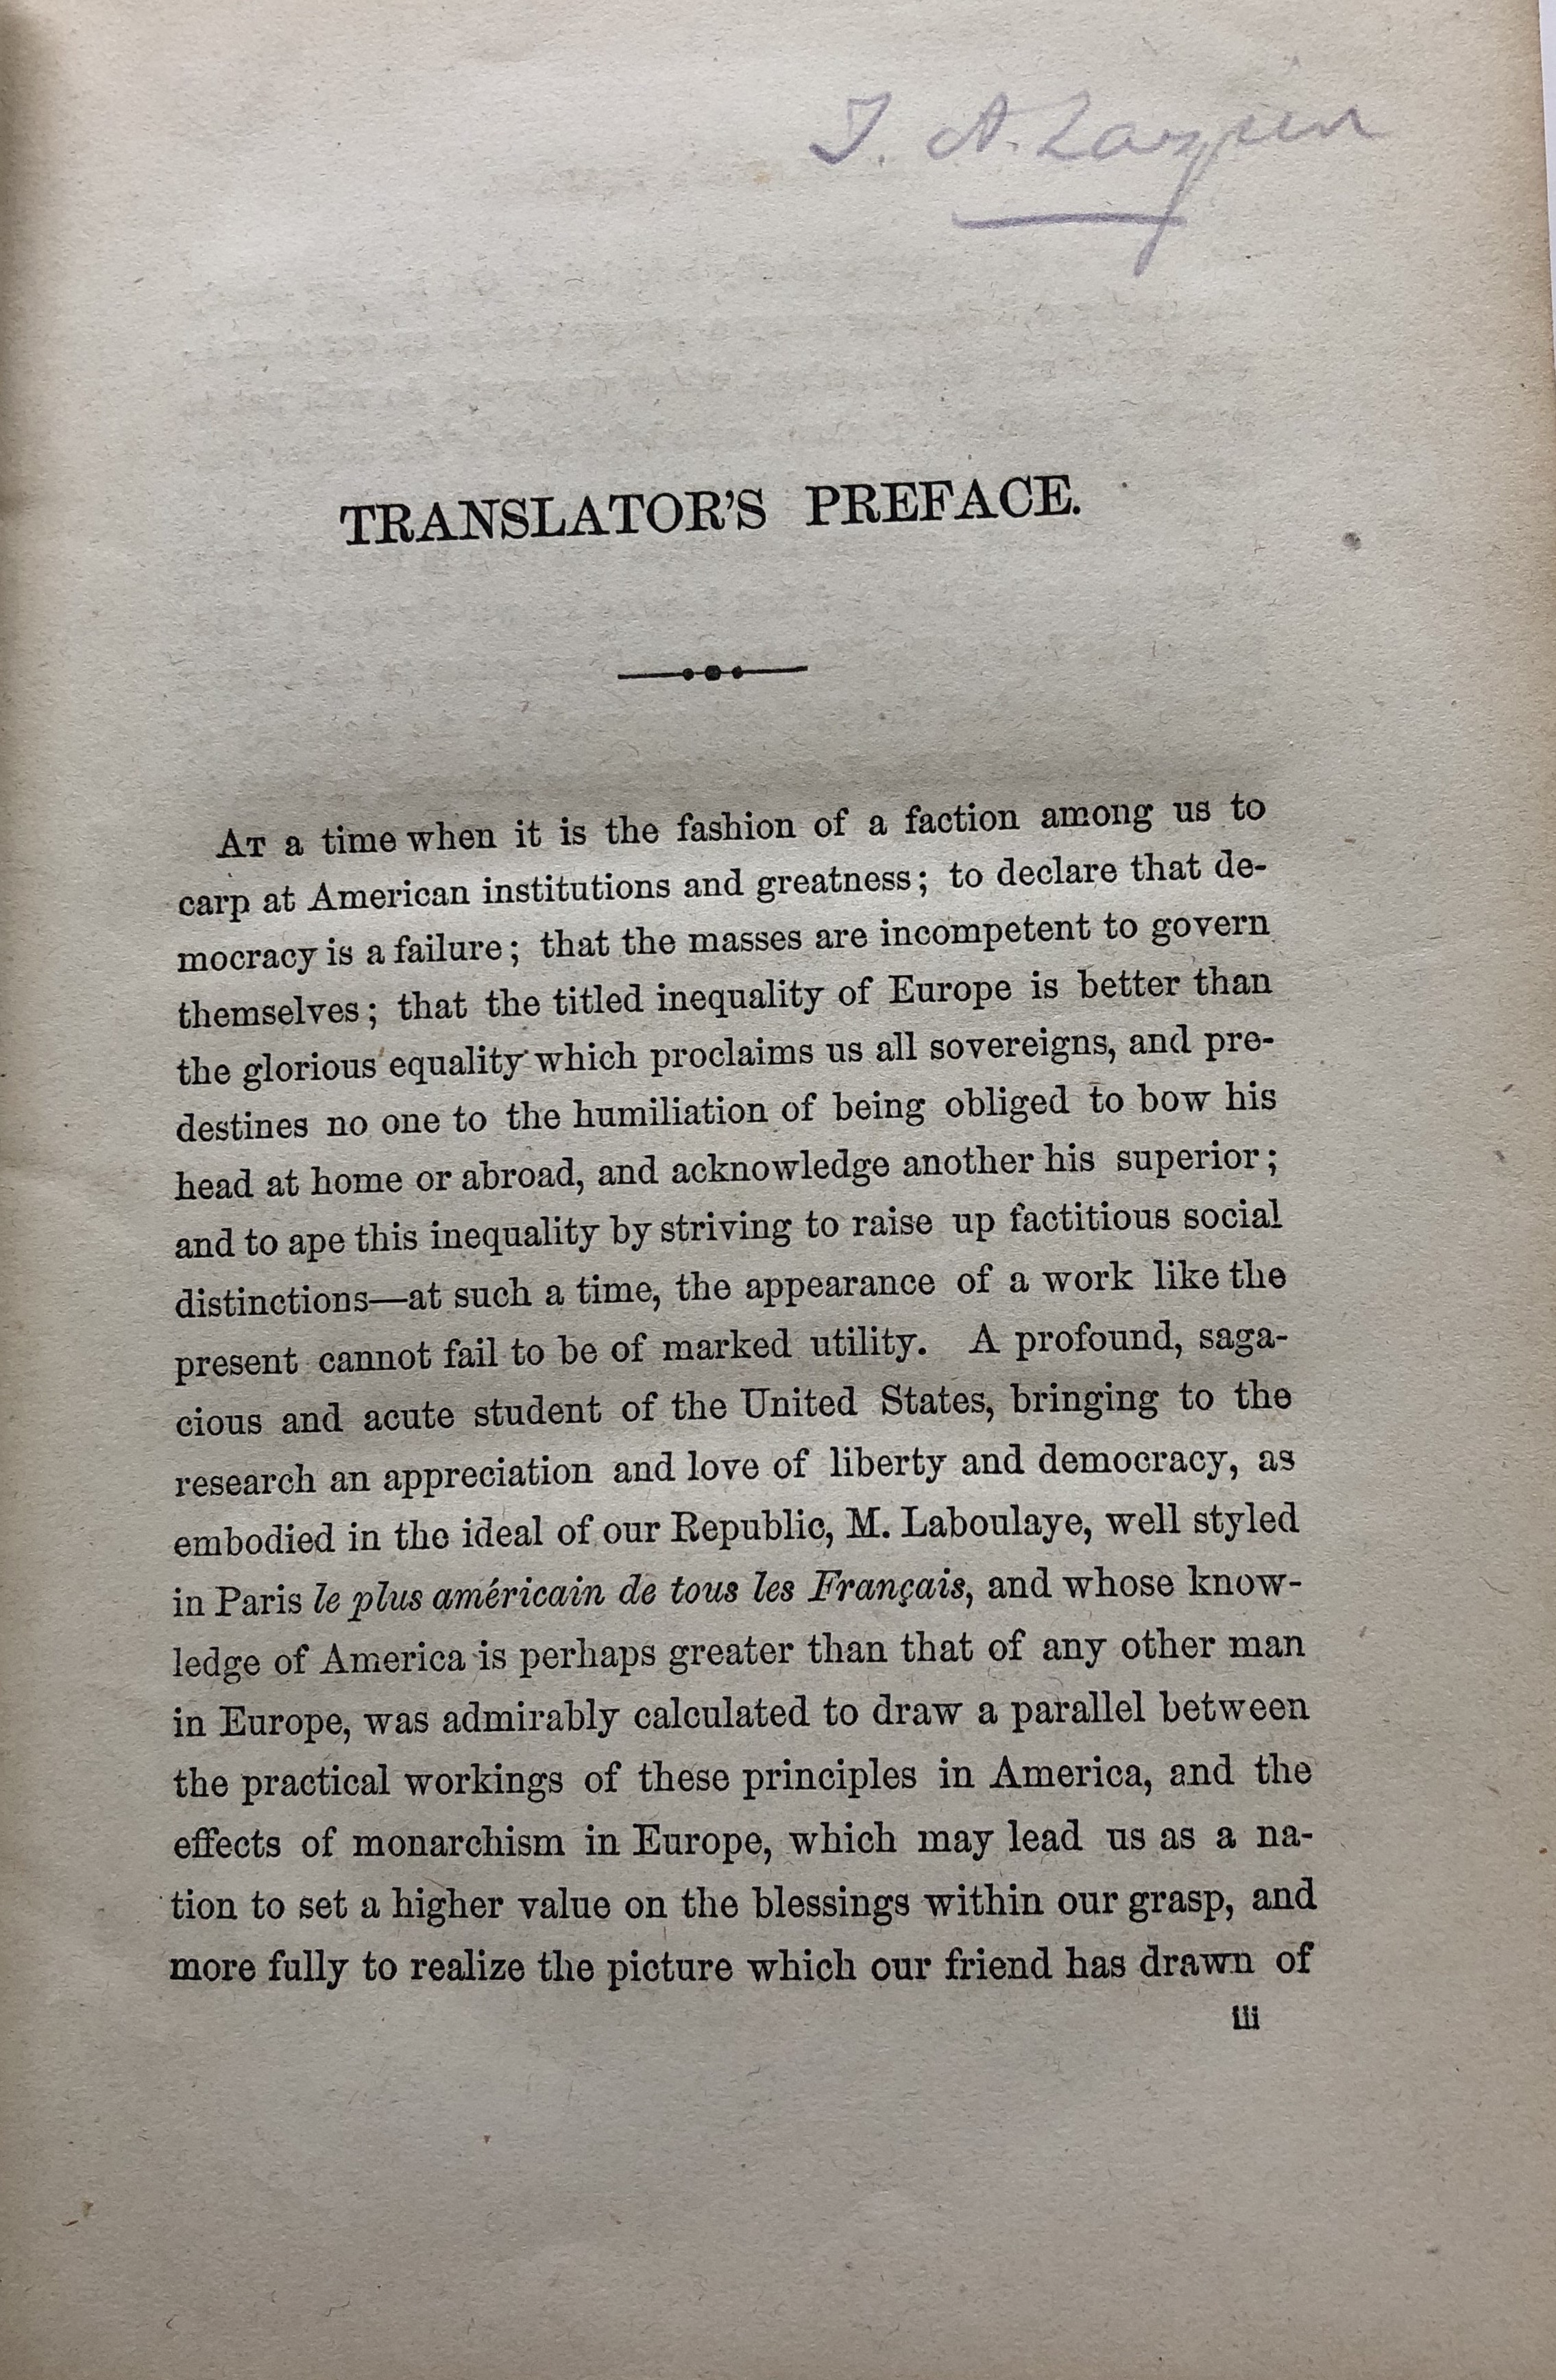 TRANSLATOR'S PREFACE.
AT a time when it is the fashion of a faction among us to
carp at American institutions and greatness; to declare that de-
mocracy is a failure; that the masses are incompetent to govern
themselves; that the titled inequality of Europe is better than
the glorious equality which proclaims us all sovereigns, and pre-
destines no one to the humiliation of being obliged to bow his
head at home or abroad, and acknowledge another his superior;
and to ape this inequality by striving to raise up factitious social
distinctions—at such a time, the appearance of a work like the
present cannot fail to be of marked utility. A profound, saga-
cious and acute student of the United States, bringing to the
research an appreciation and love of liberty and democracy, as
embodied in the ideal of our Republic, M. Laboulaye, well styled
in Paris le plus américain de tous les Français, and whose know-
ledge of America is perhaps greater than that of any other man
in Europe, was admirably calculated to draw a parallel between
the practical workings of these principles in America, and the
effects of monarchism in Europe, which may lead us as a na-
tion to set a higher value on the blessings within our grasp, and
more fully to realize the picture which our friend has drawn of
iii